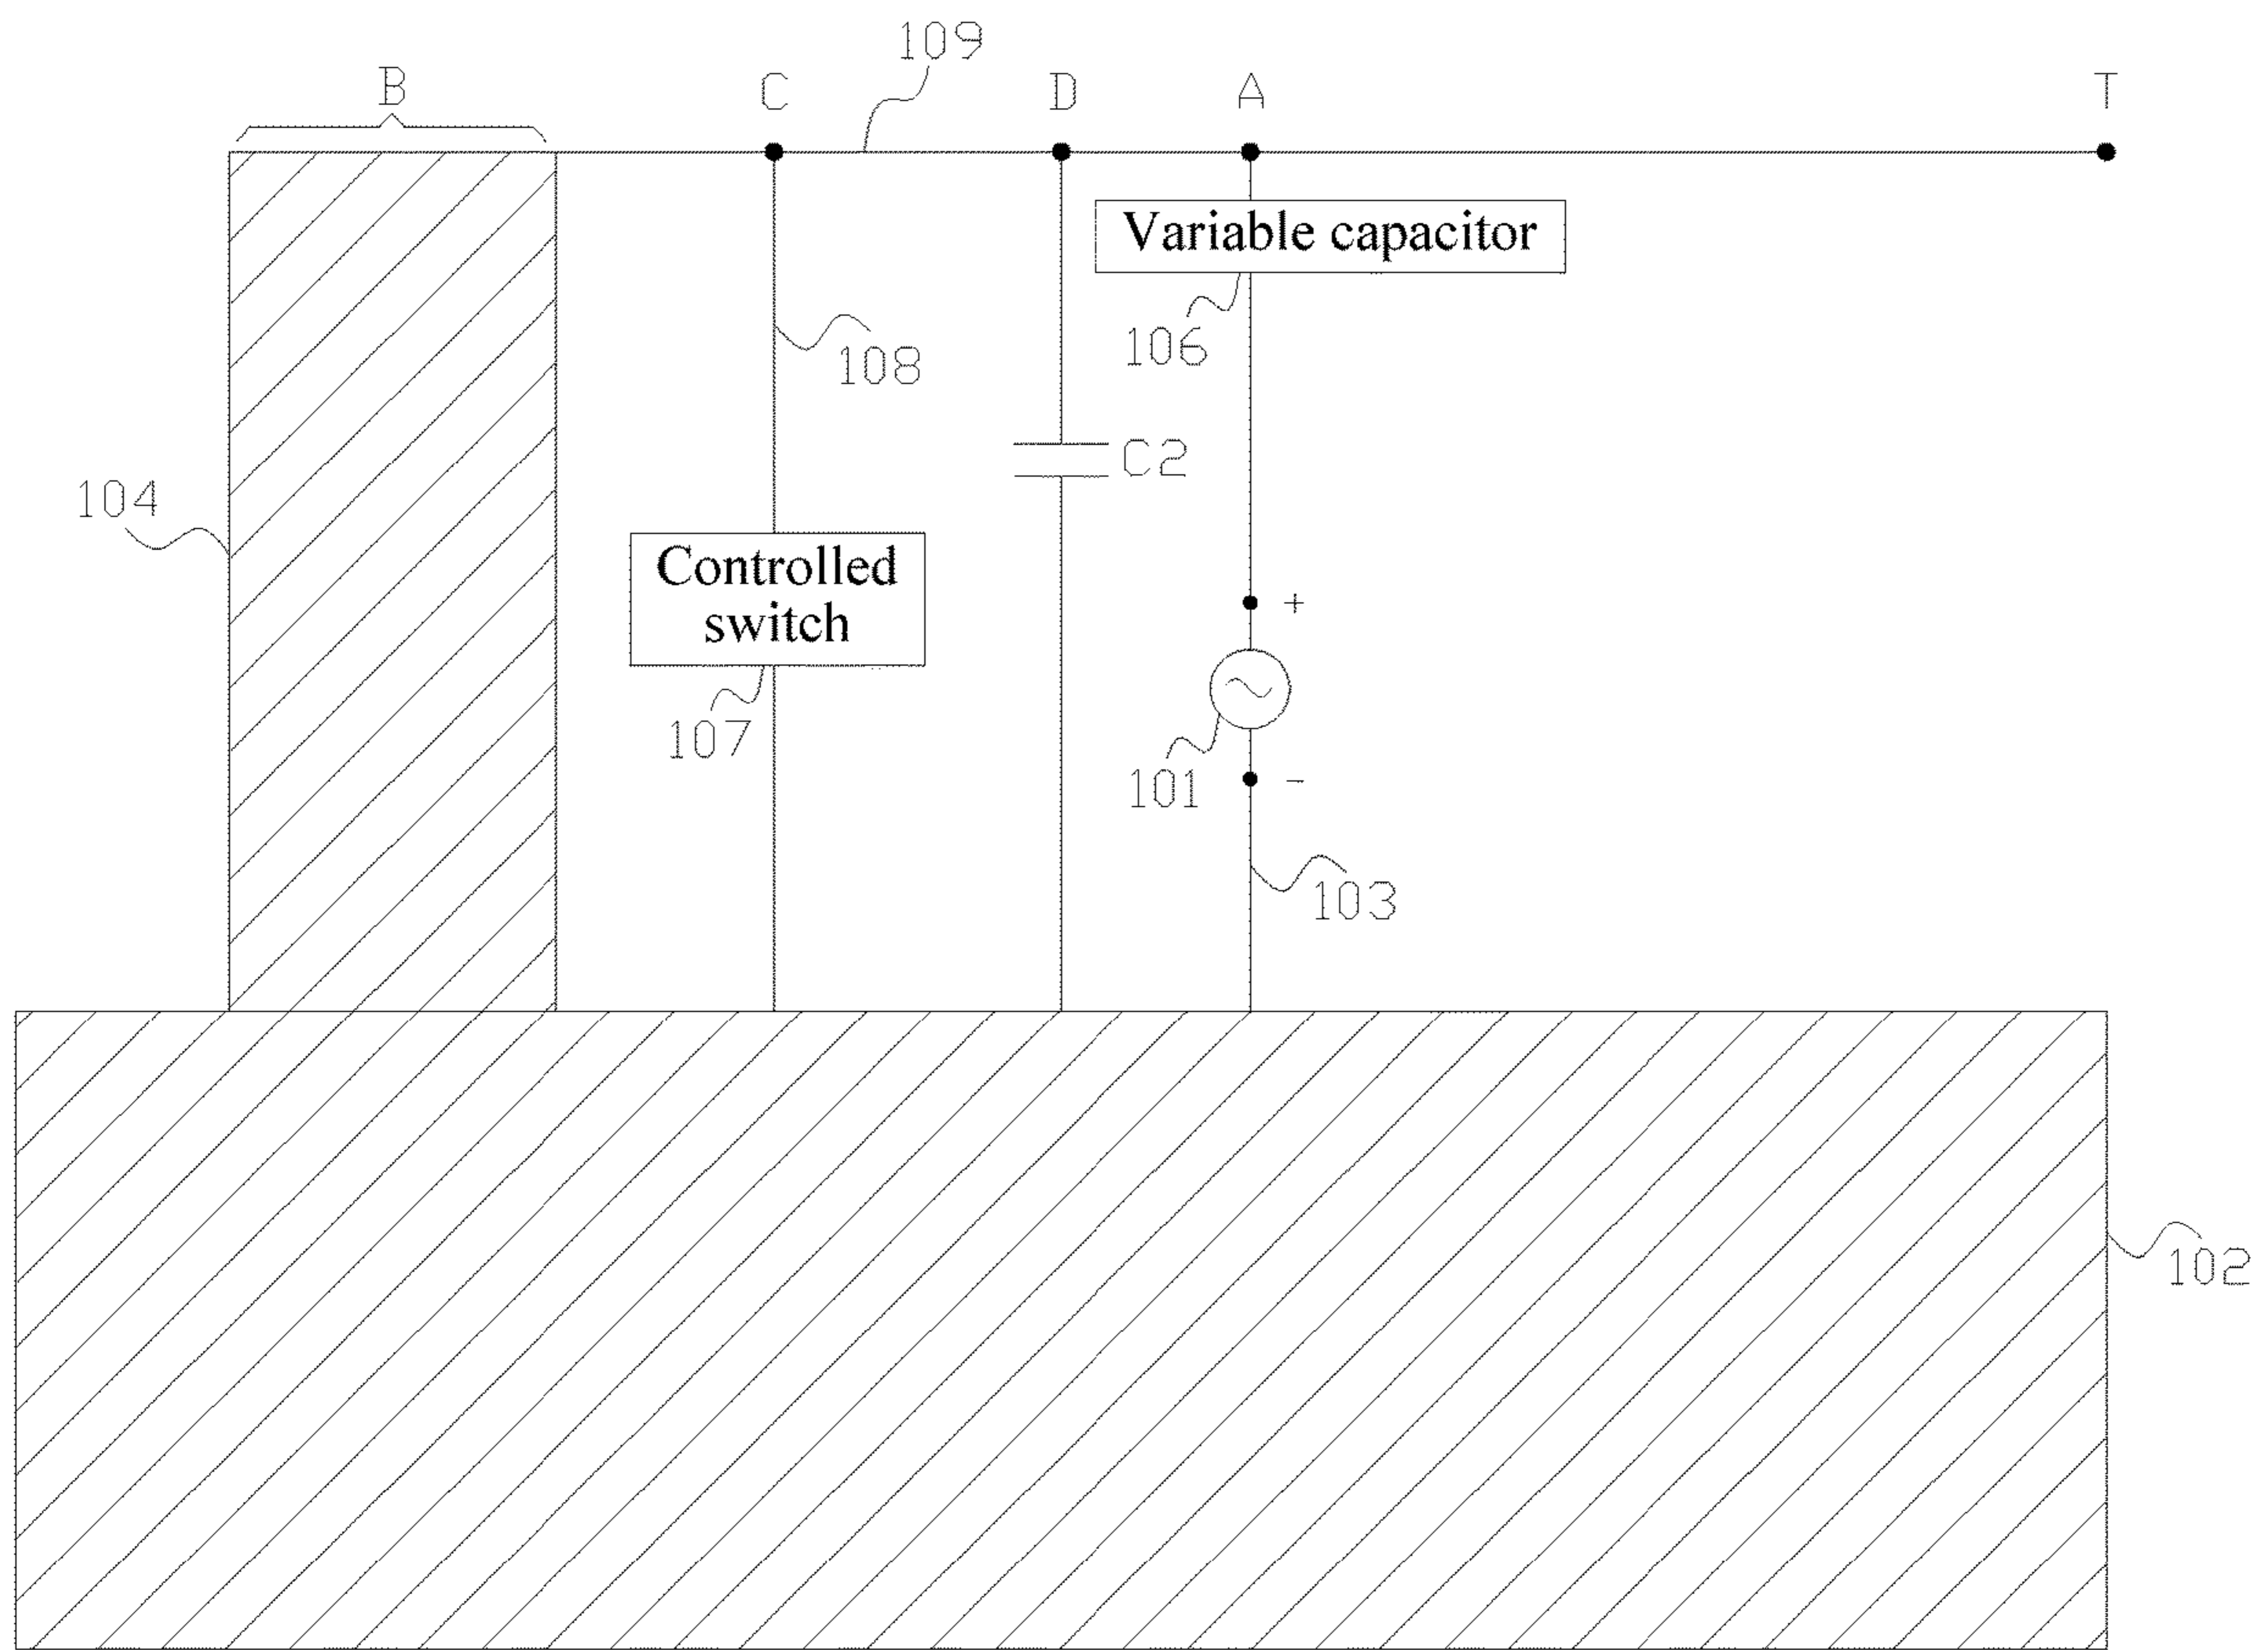 109
B
C
D
A
T
Variable capacitor
106
108
C2
104
Controlled
switch
107
+
101
-
103
102